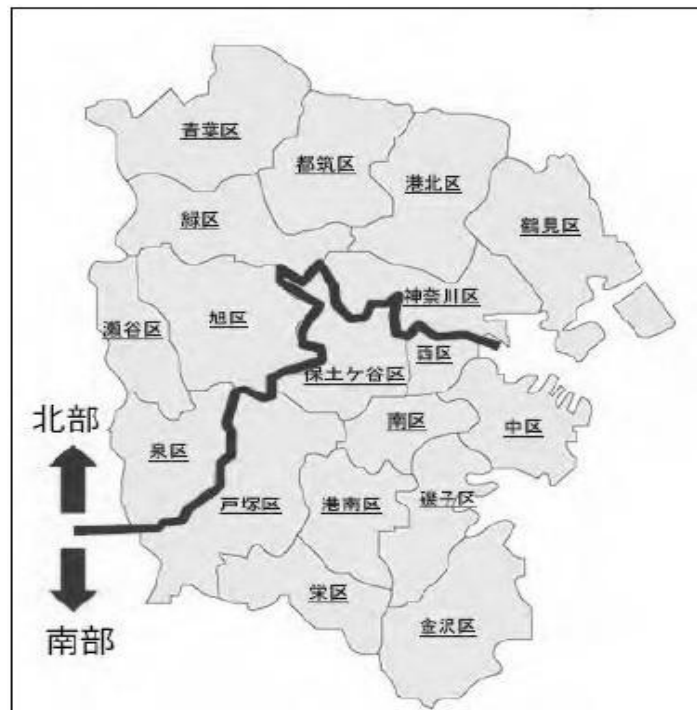 青葉区
都筑区
港北区
緑区
鶴見区
神奈川区
旭区
瀬谷区
西区
保土ケ谷区
南区
中区
北部
泉区
戸塚区
港南区
磯子区
栄区
金沢区
南部